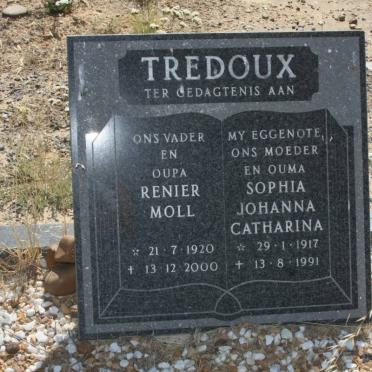 TREDOUX
TER GEDAGTENIS AAN
ONS VADER
EN
OUPA
RENIER
MOLL
☆ 21·7·1920
✝ 13·12·2000
MY EGGENOTE,
ONS MOEDER
EN OUMA
SOPHIA
JOHANNA
CATHARINA
☆ 29·1·1917
✝ 13·8·1991